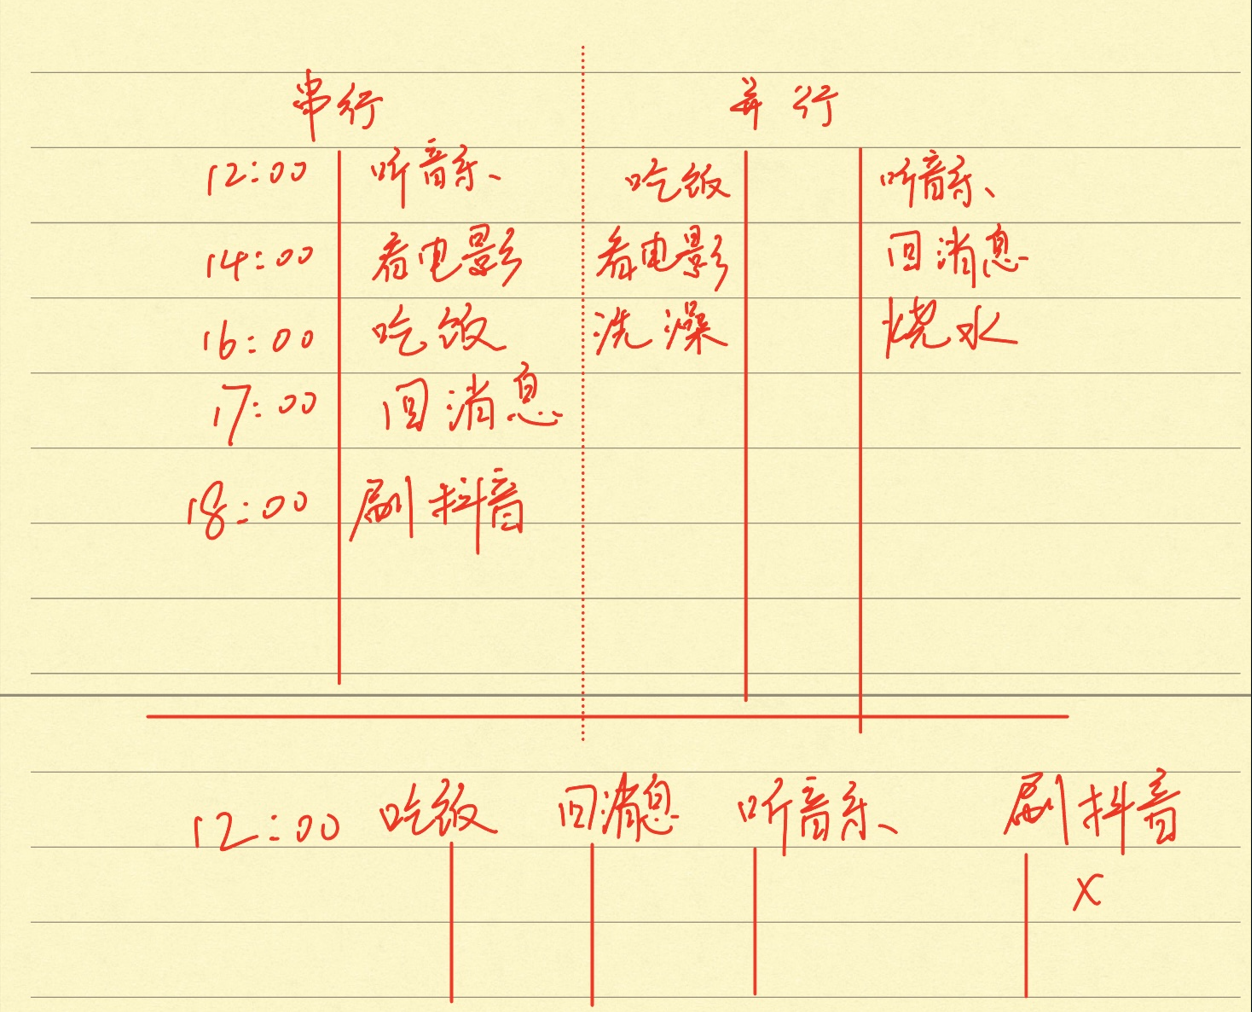 串行 并行
12:00 听音乐、 吃饭 听音乐、
14:00 看电影 看电影 回消息
16:00 吃饭 洗澡 烧水
17:00 回消息
18:00 刷抖音
12:00 吃饭 回消息 听音乐、 刷抖音
X